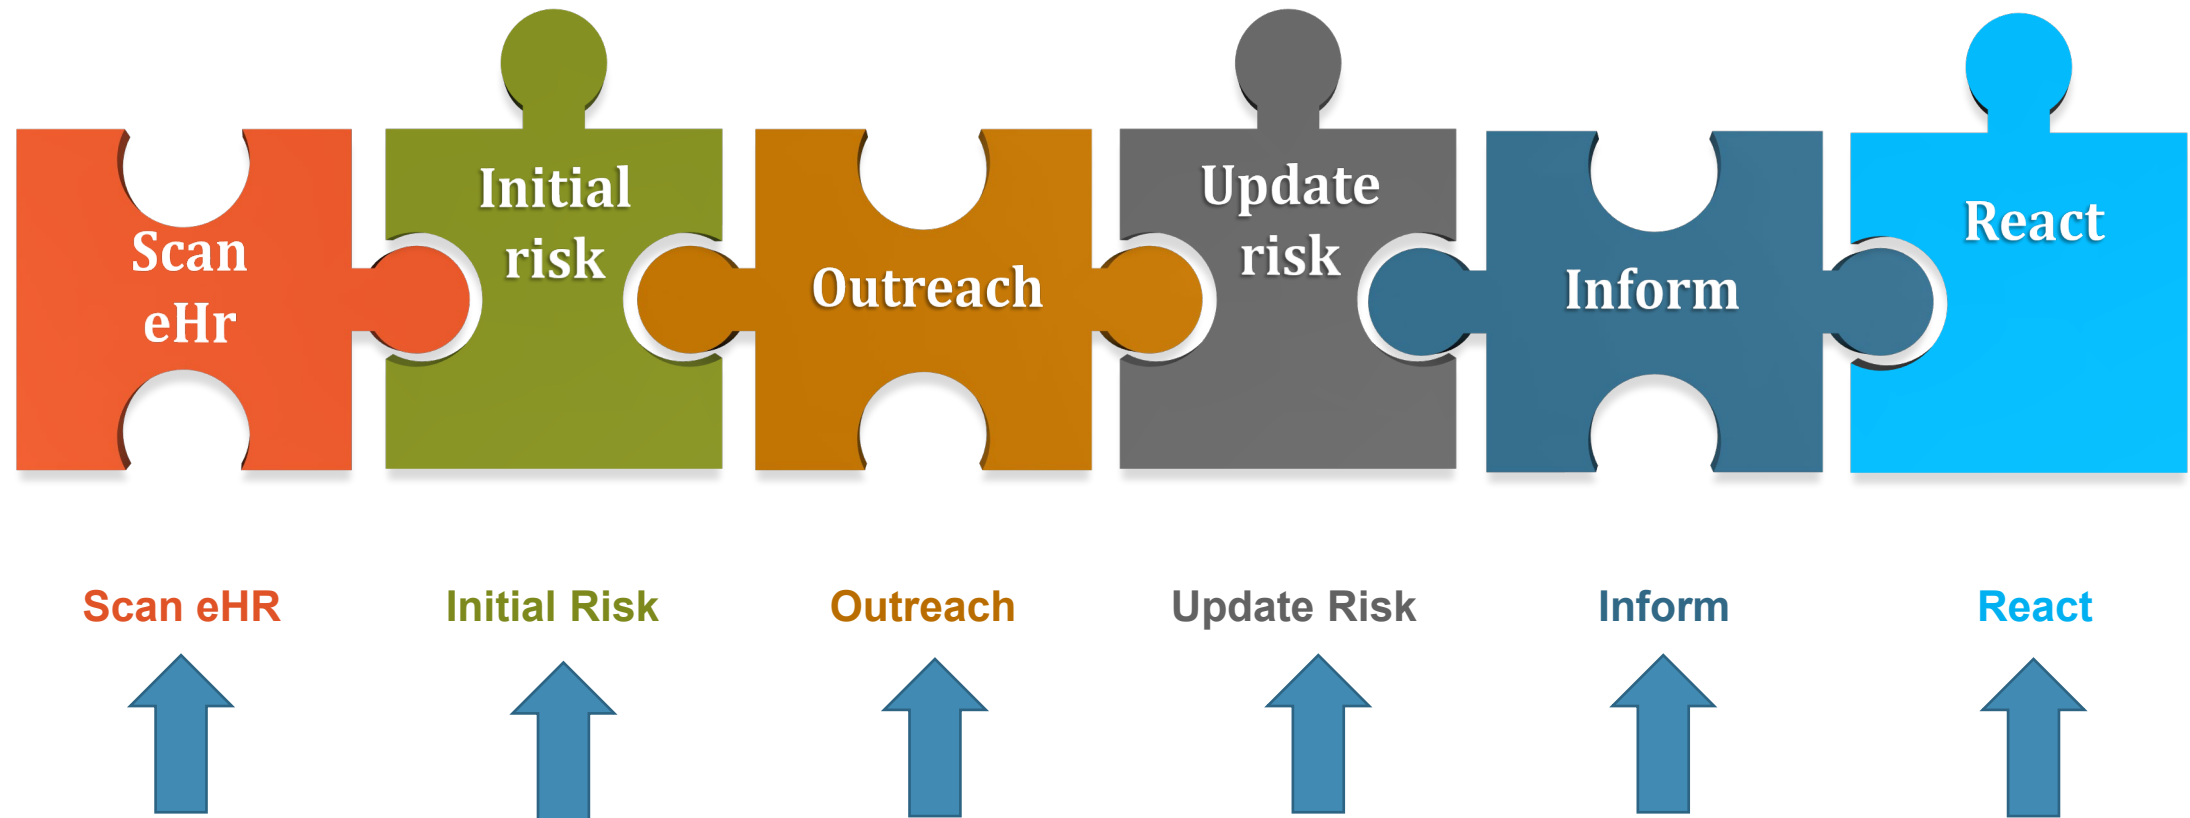 Scan
eHr
Initial
risk
Outreach
Update
risk
Inform
React
Scan eHR
Initial Risk
Outreach
Update Risk
Inform
React